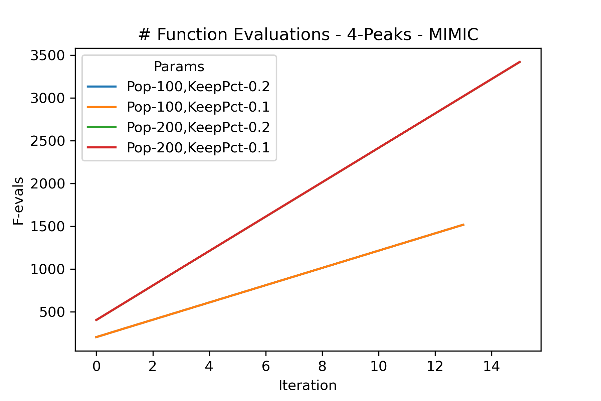 # Function Evaluations - 4-Peaks - MIMIC
Params
Pop-100,KeepPct-0.2
Pop-100,KeepPct-0.1
Pop-200,KeepPct-0.2
Pop-200,KeepPct-0.1
F-evals
3500
3000
2500
2000
1500
1000
500
0 2 4 6 8 10 12 14
Iteration